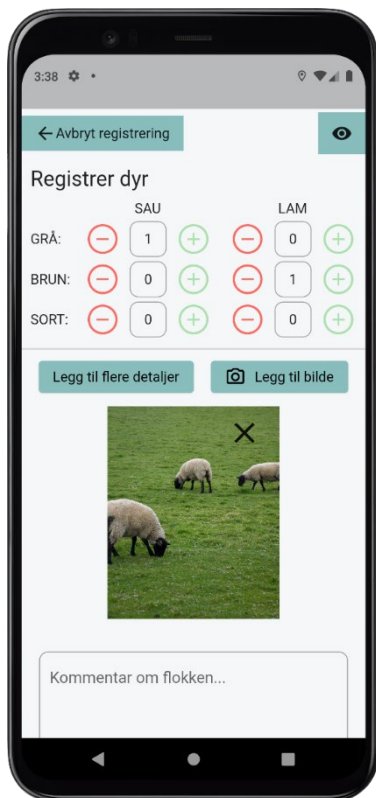 3:38
Avbryt registrering
Registrer dyr
SAU LAM
GRÅ: 1 0
BRUN: 0 1
SORT: 0 0
Legg til flere detaljer Legg til bilde
Kommentar om flokken...